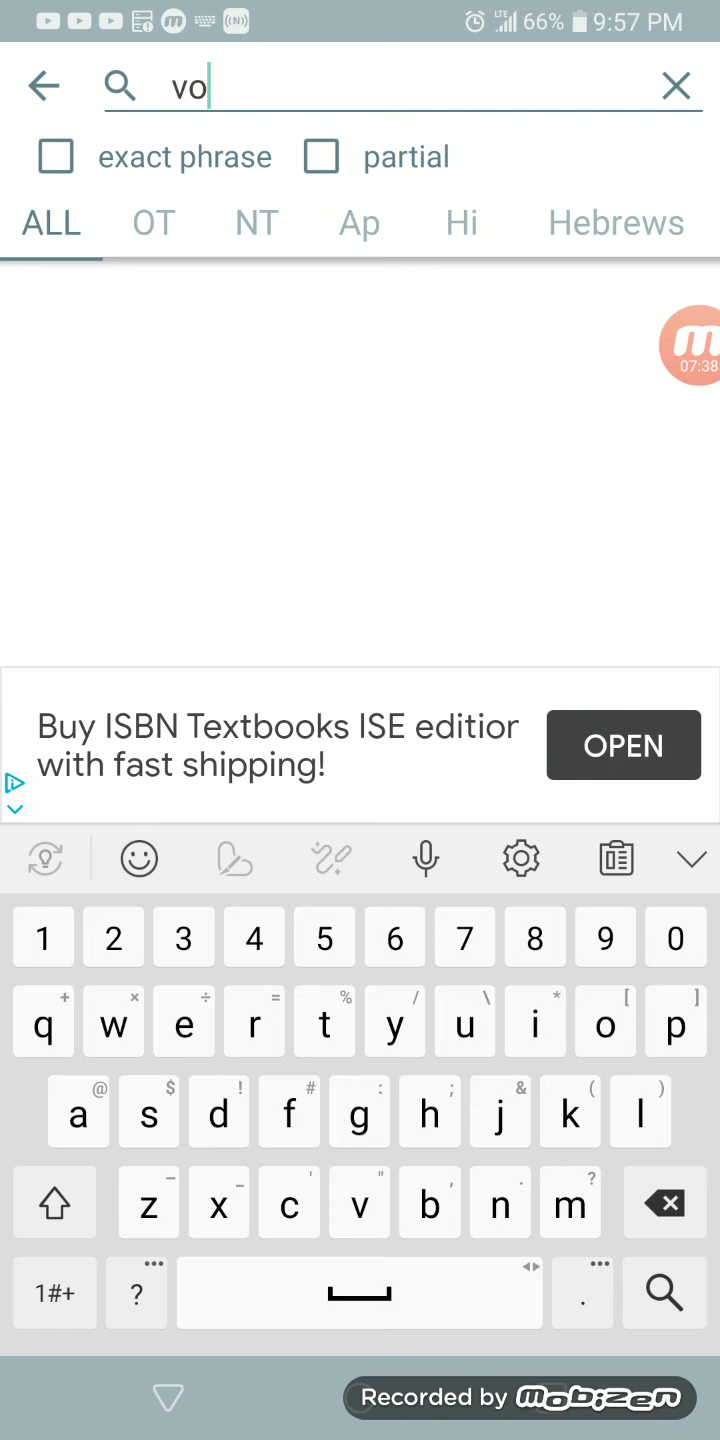 LTE 66% 9:57 PM
vo
exact phrase partial
ALL OT NT Ap Hi Hebrews
m
07:38
Buy ISBN Textbooks ISE edition
with fast shipping!
OPEN
1 2 3 4 5 6 7 8 9 0
+ × ÷ = % / \ * [ ]
q w e r t y u i o p
@ $ ! # : ; & ( )
a s d f g h j k l
– _ ' " , . ?
z x c v b n m
1#+ ? .
Recorded by mobizen